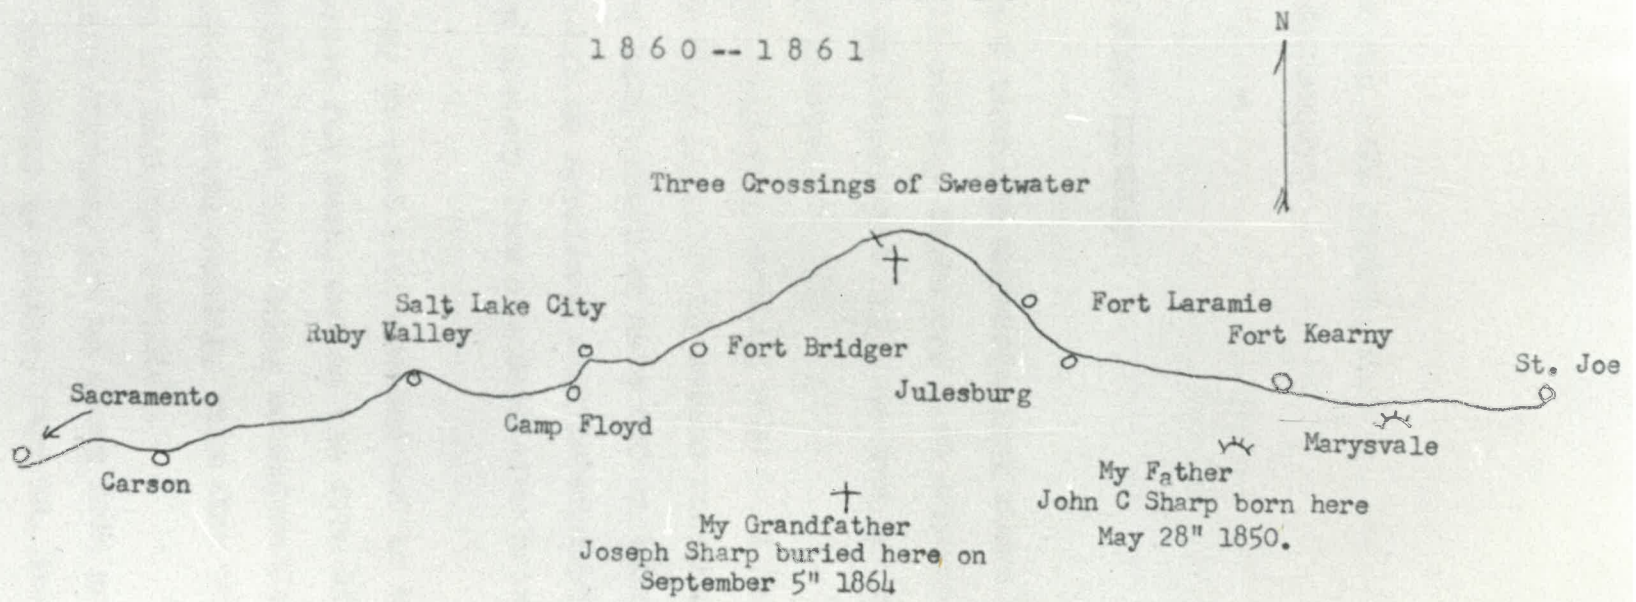 N
1860--1861
Three Crossings of Sweetwater
Salt Lake City
Ruby Valley
Fort Laramie
Fort Kearny
Fort Bridger
St. Joe
Sacramento
Julesburg
Camp Floyd
Marysvale
Carson
My Father
John C Sharp born here
May 28" 1850.
My Grandfather
Joseph Sharp buried here on
September 5" 1864